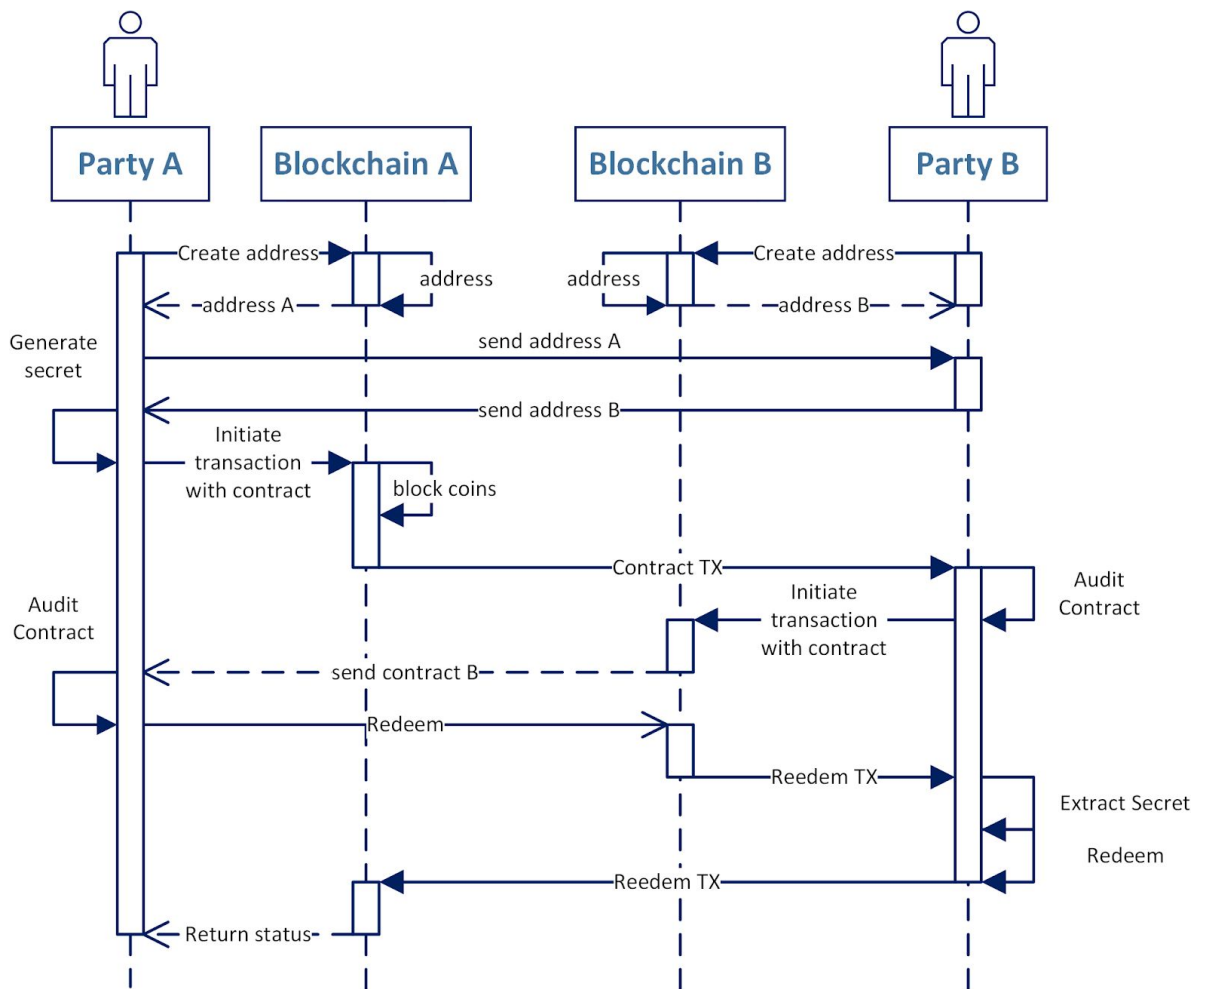 Party A
Blockchain A
Blockchain B
Party B
Create address
Create address
address
address
address A
address B
Generate
secret
send address A
send address B
Initiate
transaction
with contract
block coins
Contract TX
Audit
Contract
Initiate
transaction
with contract
Audit
Contract
send contract B
Redeem
Reedem TX
Extract Secret
Redeem
Reedem TX
Return status